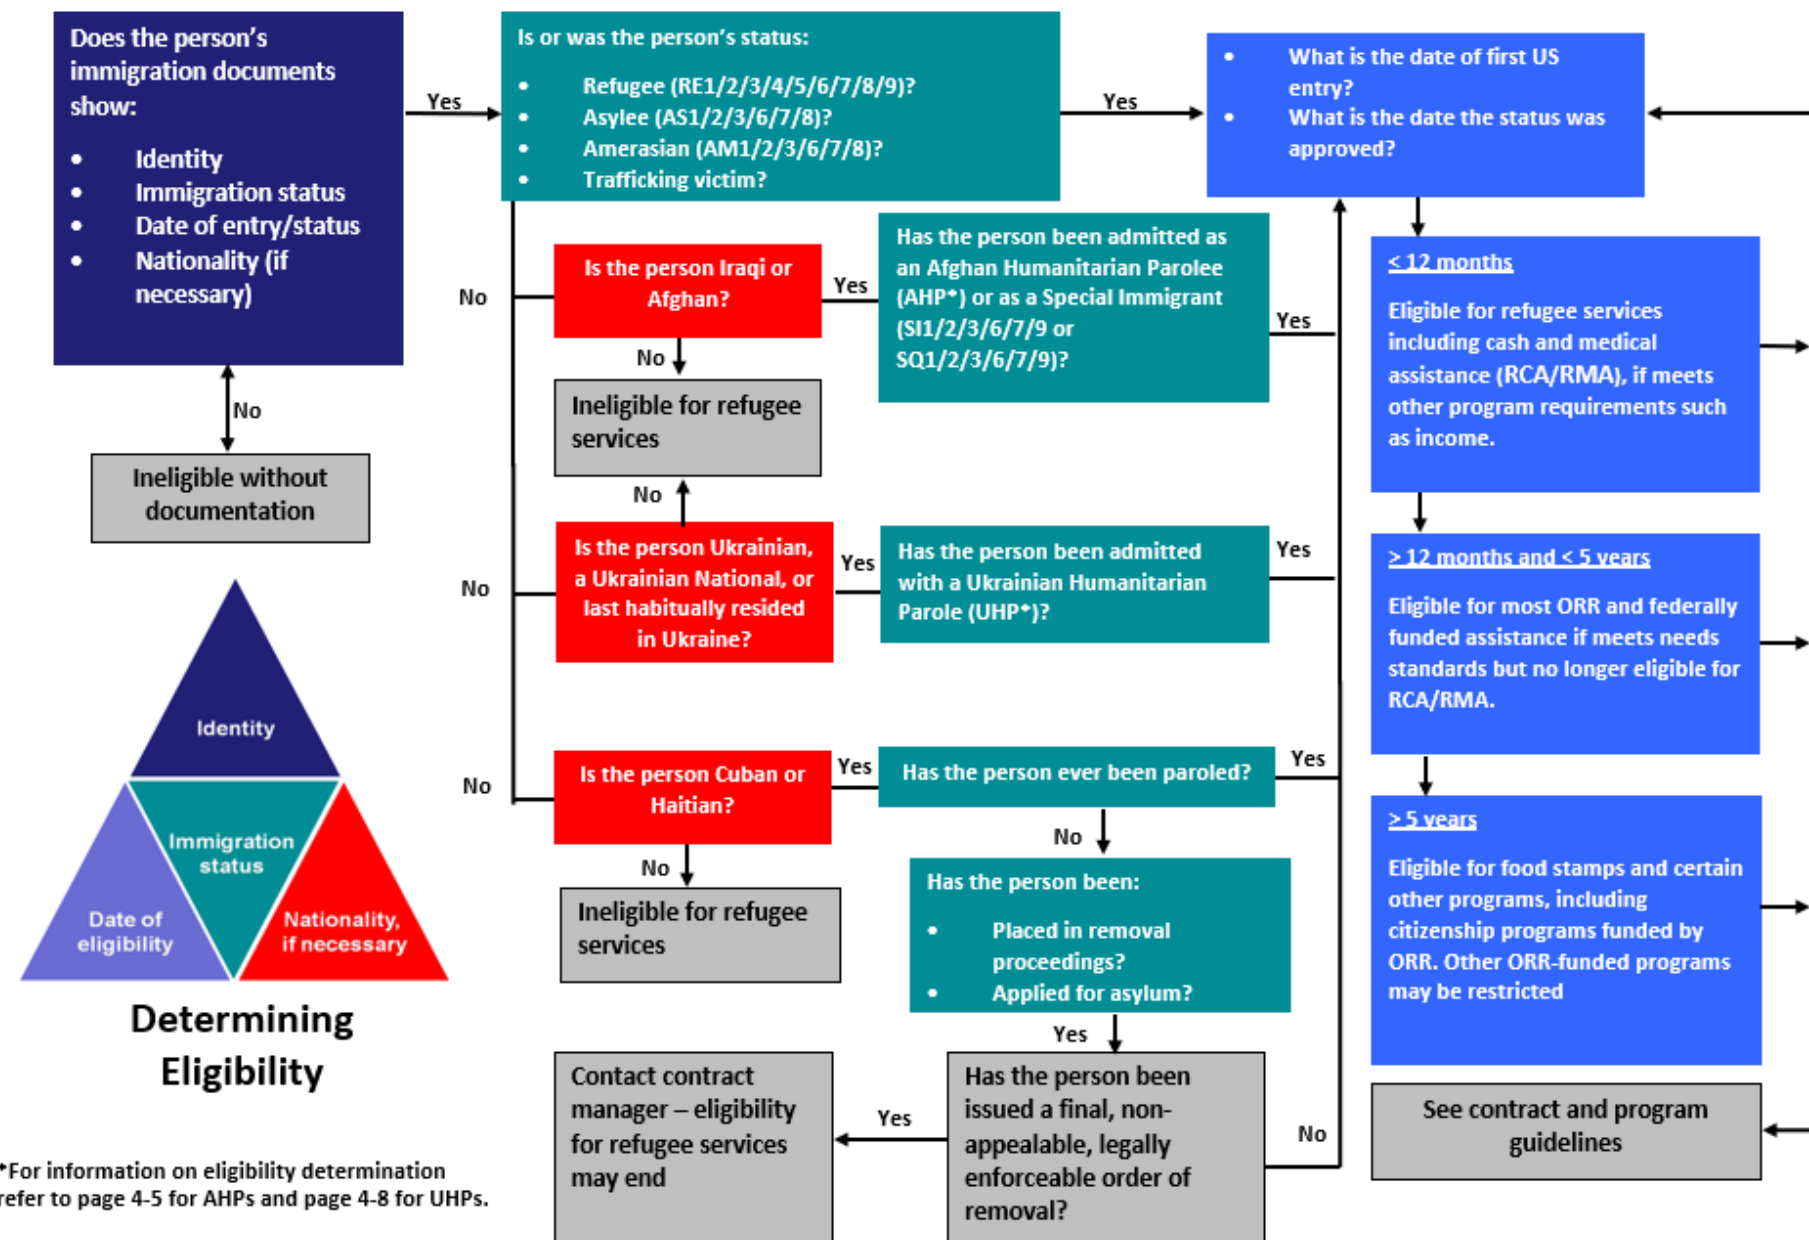 Does the person's
immigration documents
show:
• Identity
• Immigration status
• Date of entry/status
• Nationality (if
necessary)
Yes
No
Ineligible without
documentation
Is or was the person's status:
• Refugee (RE1/2/3/4/5/6/7/8/9)?
• Asylee (AS1/2/3/6/7/8)?
• Amerasian (AM1/2/3/6/7/8)?
• Trafficking victim?
Yes
• What is the date of first US
entry?
• What is the date the status was
approved?
No
Is the person Iraqi or
Afghan?
Yes
Has the person been admitted as
an Afghan Humanitarian Parolee
(AHP*) or as a Special Immigrant
(SI1/2/3/6/7/9 or
SQ1/2/3/6/7/9)?
Yes
No
Ineligible for refugee
services
No
No
Is the person Ukrainian,
a Ukrainian National, or
last habitually resided
in Ukraine?
Yes
Has the person been admitted
with a Ukrainian Humanitarian
Parole (UHP*)?
Yes
No
Is the person Cuban or
Haitian?
Yes
Has the person ever been paroled?
Yes
No
Ineligible for refugee
services
No
Has the person been:
• Placed in removal
proceedings?
• Applied for asylum?
Yes
Has the person been
issued a final, non-
appealable, legally
enforceable order of
removal?
No
Yes
Contact contract
manager – eligibility
for refugee services
may end
< 12 months
Eligible for refugee services
including cash and medical
assistance (RCA/RMA), if meets
other program requirements such
as income.
> 12 months and < 5 years
Eligible for most ORR and federally
funded assistance if meets needs
standards but no longer eligible for
RCA/RMA.
> 5 years
Eligible for food stamps and certain
other programs, including
citizenship programs funded by
ORR. Other ORR-funded programs
may be restricted
See contract and program
guidelines
Identity
Immigration
status
Date of
eligibility
Nationality,
if necessary
Determining
Eligibility
*For information on eligibility determination
refer to page 4-5 for AHPs and page 4-8 for UHPs.